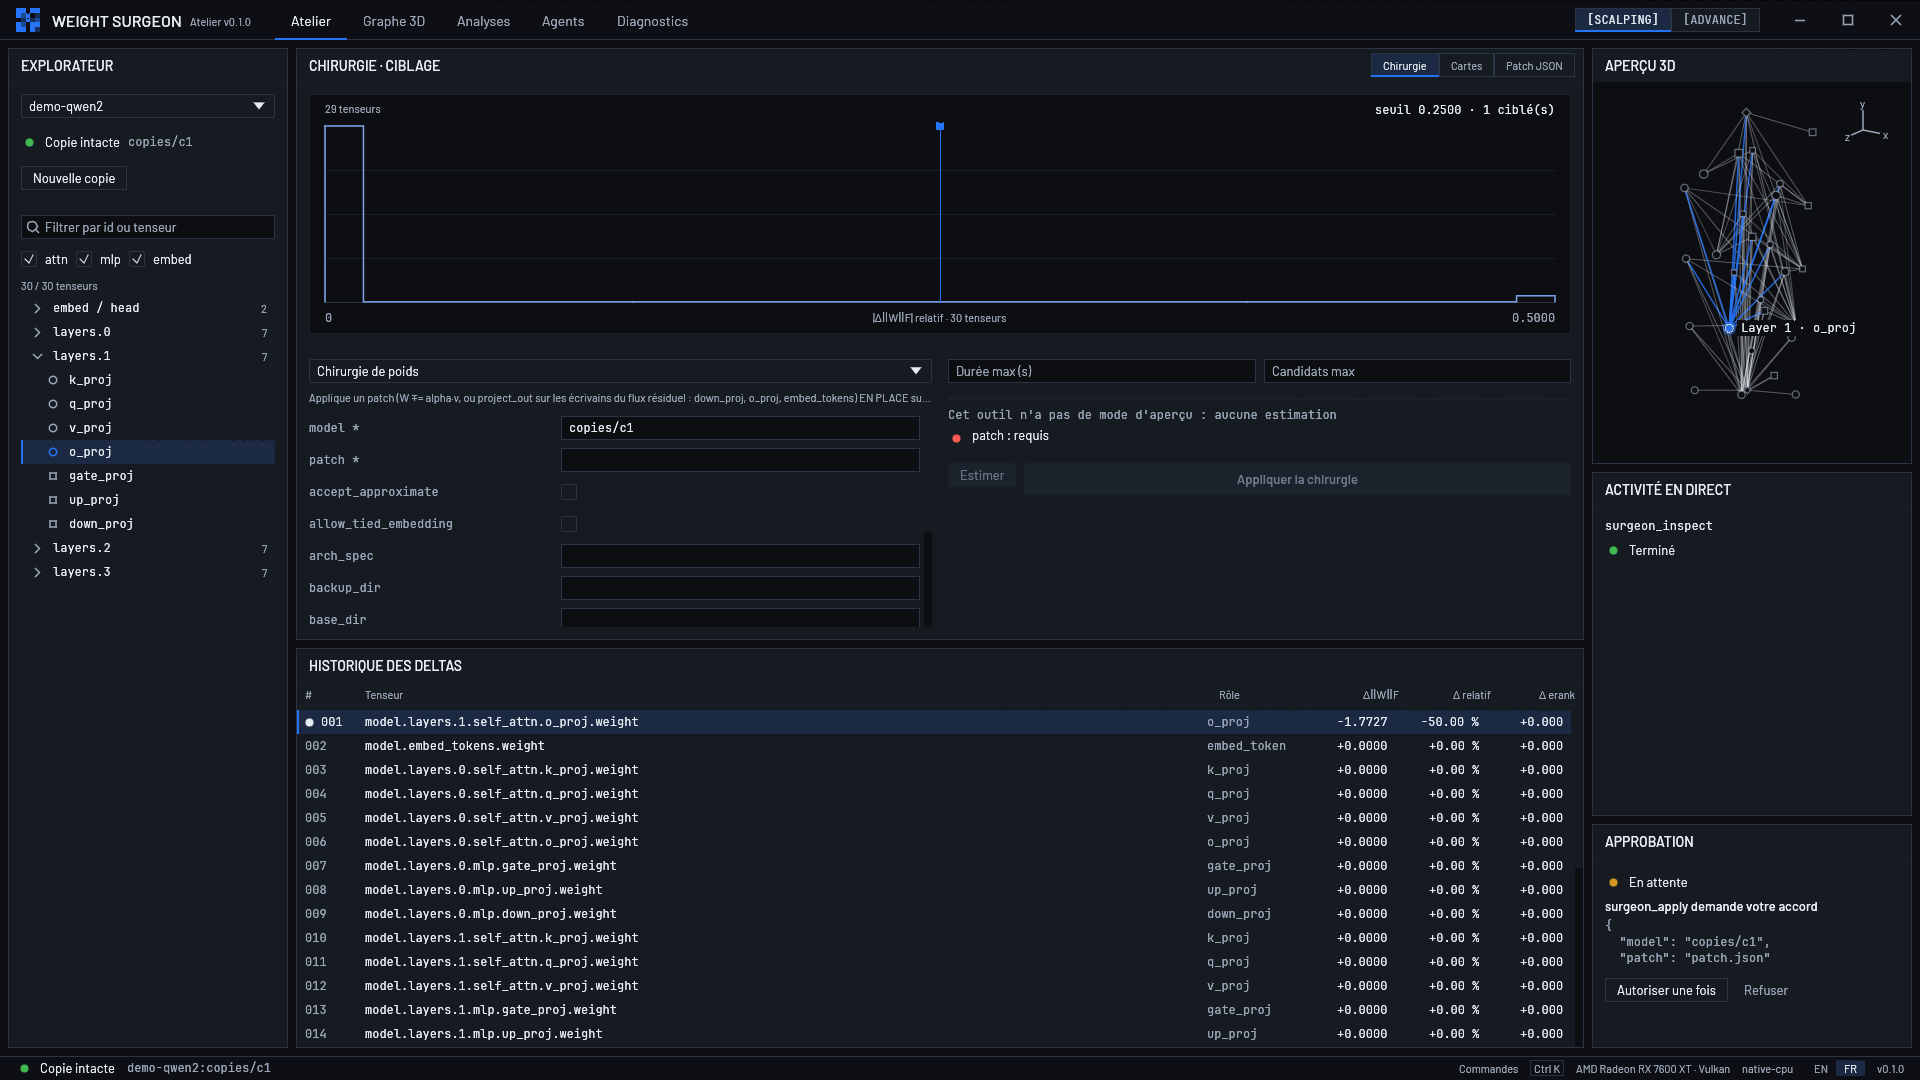 WEIGHT SURGEON Atelier v0.1.0
Atelier
Graphe 3D
Analyses
Agents
Diagnostics
[SCALPING]
[ADVANCE]
EXPLORATEUR
demo-qwen2
Copie intacte copies/c1
Nouvelle copie
Filtrer par id ou tenseur
attn mlp embed
30 / 30 tenseurs
embed / head 2
layers.0 7
layers.1 7
k_proj
q_proj
v_proj
o_proj
gate_proj
up_proj
down_proj
layers.2 7
layers.3 7
CHIRURGIE · CIBLAGE
Chirurgie
Cartes
Patch JSON
29 tenseurs
seuil 0.2500 · 1 ciblé(s)
0
|Δ‖W‖F| relatif · 30 tenseurs
0.5000
Chirurgie de poids
Applique un patch (W ∓= alpha·v, ou project_out sur les écrivains du flux résiduel : down_proj, o_proj, embed_tokens) EN PLACE su...
model * copies/c1
patch *
accept_approximate
allow_tied_embedding
arch_spec
backup_dir
base_dir
Durée max (s)
Candidats max
Cet outil n'a pas de mode d'aperçu : aucune estimation
patch : requis
Estimer
Appliquer la chirurgie
HISTORIQUE DES DELTAS
# Tenseur Rôle Δ‖W‖F Δ relatif Δ erank
001 model.layers.1.self_attn.o_proj.weight o_proj -1.7727 -50.00 % +0.000
002 model.embed_tokens.weight embed_token +0.0000 +0.00 % +0.000
003 model.layers.0.self_attn.k_proj.weight k_proj +0.0000 +0.00 % +0.000
004 model.layers.0.self_attn.q_proj.weight q_proj +0.0000 +0.00 % +0.000
005 model.layers.0.self_attn.v_proj.weight v_proj +0.0000 +0.00 % +0.000
006 model.layers.0.self_attn.o_proj.weight o_proj +0.0000 +0.00 % +0.000
007 model.layers.0.mlp.gate_proj.weight gate_proj +0.0000 +0.00 % +0.000
008 model.layers.0.mlp.up_proj.weight up_proj +0.0000 +0.00 % +0.000
009 model.layers.0.mlp.down_proj.weight down_proj +0.0000 +0.00 % +0.000
010 model.layers.1.self_attn.k_proj.weight k_proj +0.0000 +0.00 % +0.000
011 model.layers.1.self_attn.q_proj.weight q_proj +0.0000 +0.00 % +0.000
012 model.layers.1.self_attn.v_proj.weight v_proj +0.0000 +0.00 % +0.000
013 model.layers.1.mlp.gate_proj.weight gate_proj +0.0000 +0.00 % +0.000
014 model.layers.1.mlp.up_proj.weight up_proj +0.0000 +0.00 % +0.000
APERÇU 3D
y
z
x
Layer 1 · o_proj
ACTIVITÉ EN DIRECT
surgeon_inspect
Terminé
APPROBATION
En attente
surgeon_apply demande votre accord
{
"model": "copies/c1",
"patch": "patch.json"
Autoriser une fois
Refuser
Copie intacte demo-qwen2:copies/c1
Commandes Ctrl K AMD Radeon RX 7600 XT · Vulkan native-cpu EN FR v0.1.0